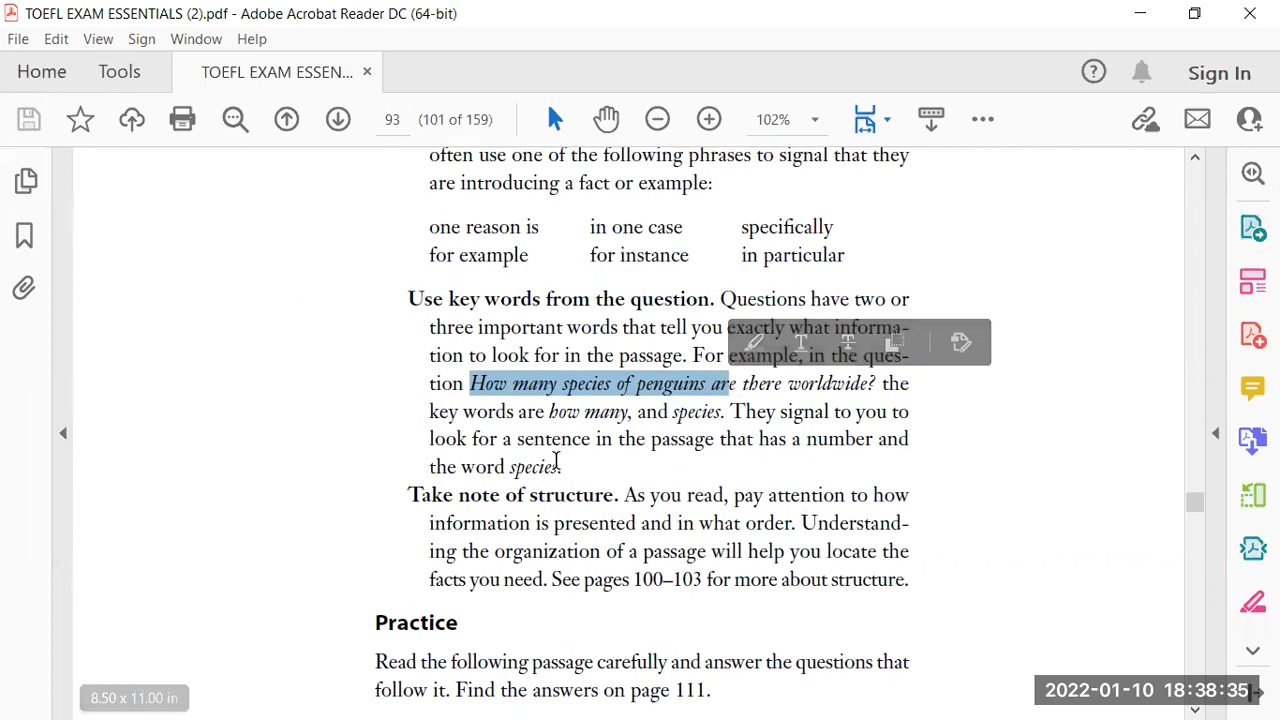 TOEFL EXAM ESSENTIALS (2).pdf - Adobe Acrobat Reader DC (64-bit)
File Edit View Sign Window Help
Home Tools TOEFL EXAM ESSEN... × Sign In
93 (101 of 159) 102%
often use one of the following phrases to signal that they
are introducing a fact or example:
one reason is in one case specifically
for example for instance in particular
Use key words from the question. Questions have two or
three important words that tell you exactly what informa-
tion to look for in the passage. For example, in the ques-
tion How many species of penguins are there worldwide? the
key words are how many, and species. They signal to you to
look for a sentence in the passage that has a number and
the word species.
Take note of structure. As you read, pay attention to how
information is presented and in what order. Understand-
ing the organization of a passage will help you locate the
facts you need. See pages 100–103 for more about structure.
Practice
Read the following passage carefully and answer the questions that
follow it. Find the answers on page 111.
8.50 x 11.00 in
2022-01-10 18:38:35